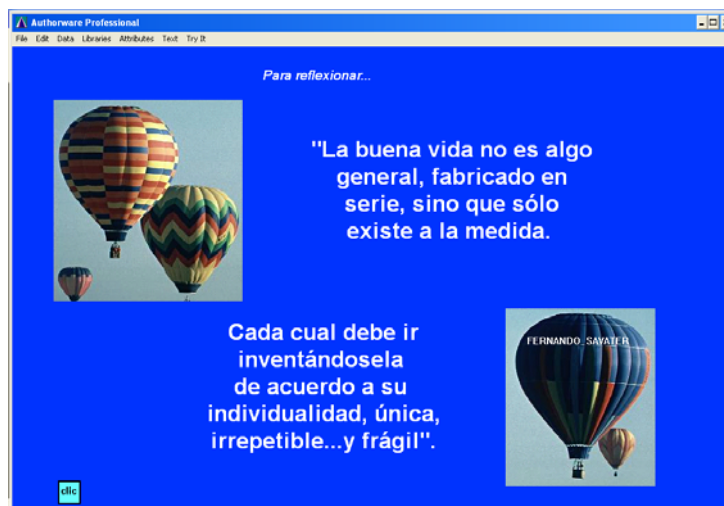 Authorware Professional
File Edit Data Libraries Attributes Text Try It
Para reflexionar...
"La buena vida no es algo
general, fabricado en
serie, sino que sólo
existe a la medida.
Cada cual debe ir
inventándosela
de acuerdo a su
individualidad, única,
irrepetible...y frágil".
FERNANDO SAVATER
clic